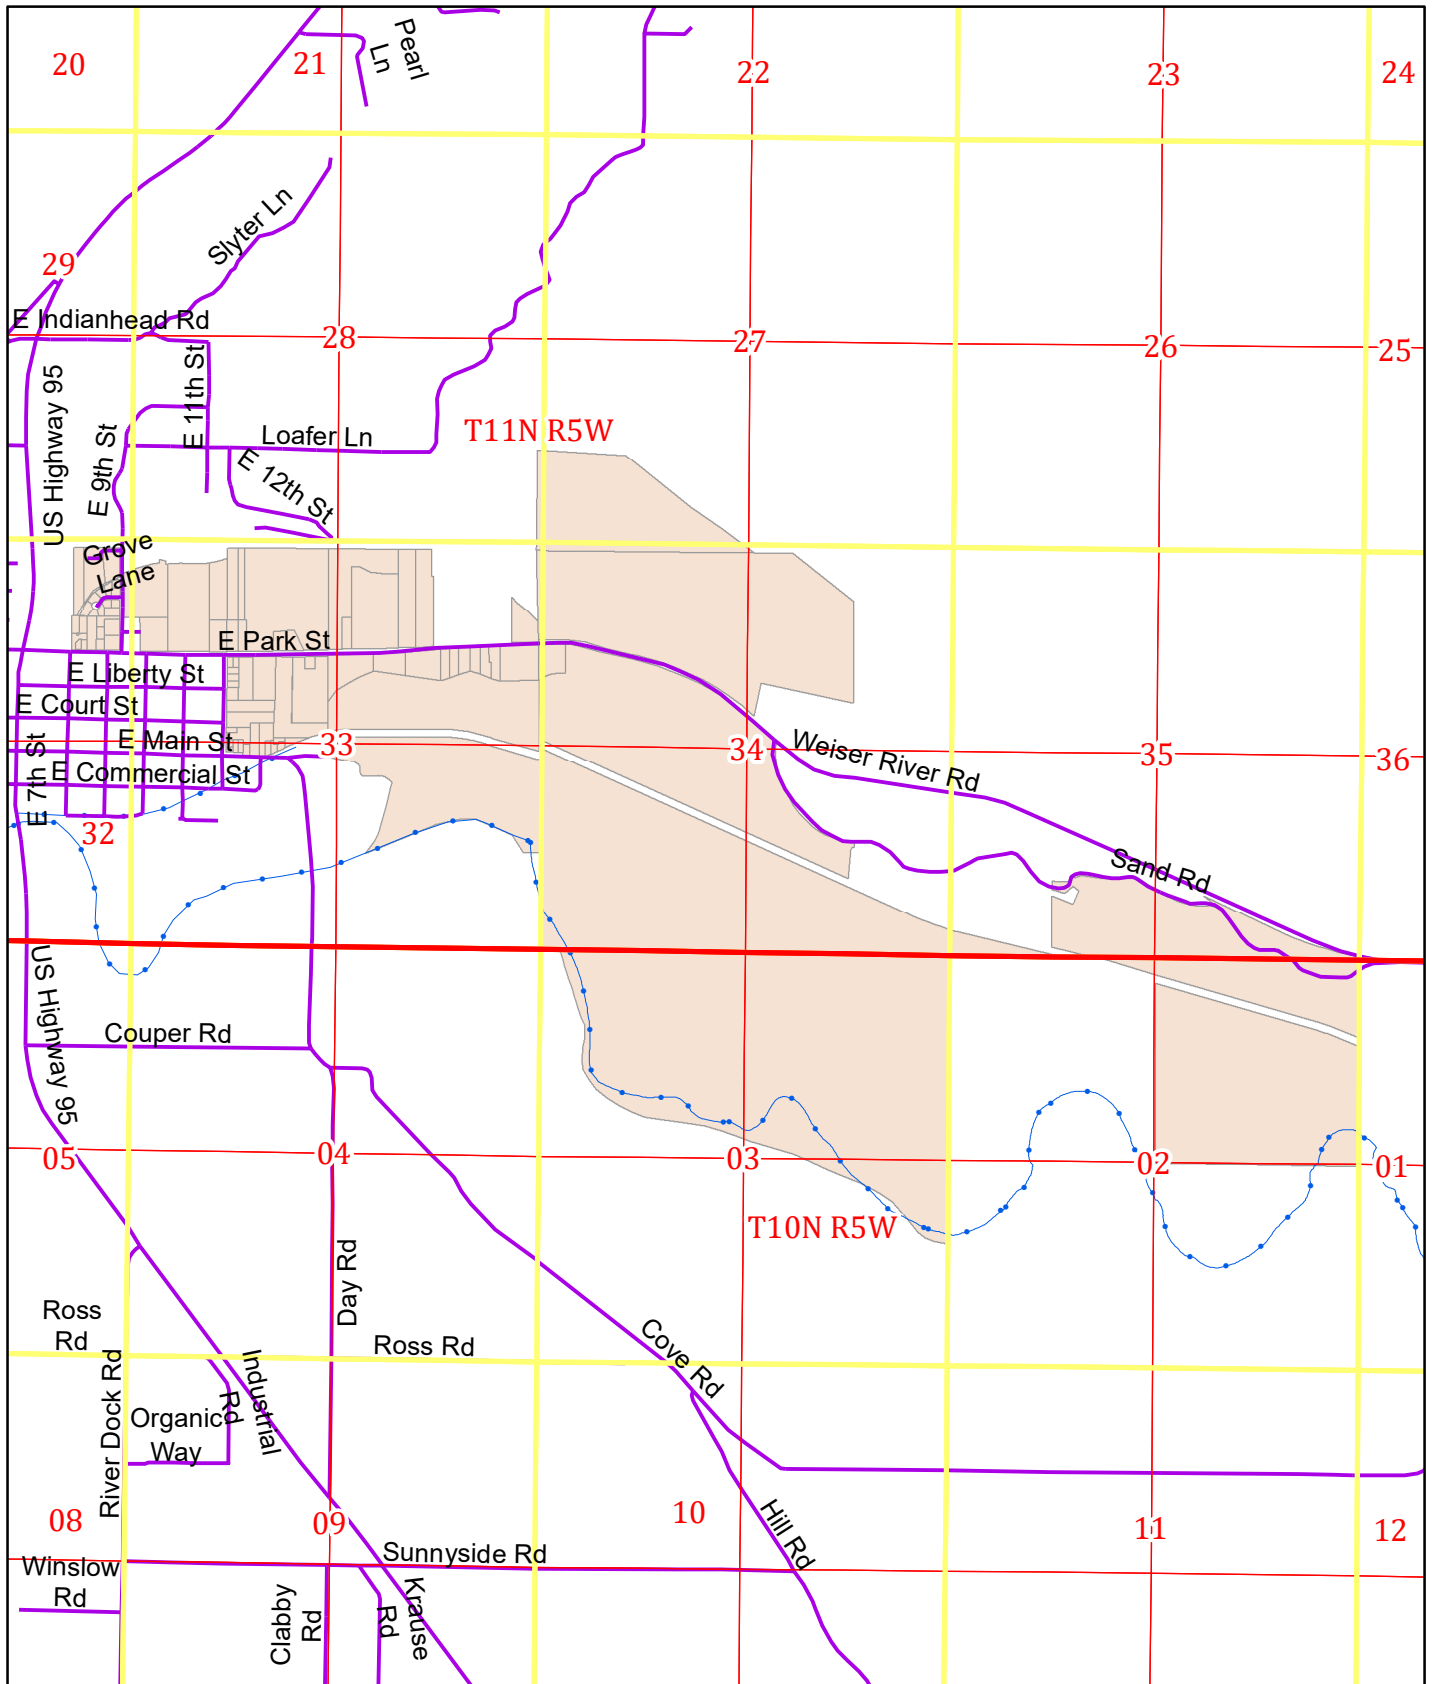 20
21
Pearl
Ln
22
23
24
Slyter Ln
29
E Indianhead Rd
28
27
26
25
US Highway 95
E 9th St
E 11th St
Loafer Ln
E 12th St
T11N R5W
Grove
Lane
E Park St
E Liberty St
E Court St
E Main St
E Commercial St
E 7th St
32
33
34
Weiser River Rd
35
36
Sand Rd
US Highway 95
Couper Rd
05
04
03
02
01
T10N R5W
Day Rd
Ross
Rd
Ross Rd
Cove Rd
River Dock Rd
Industrial
Rd
Organic
Way
08
09
10
11
12
Hill Rd
Sunnyside Rd
Winslow
Rd
Clabby
Rd
Krause
Rd